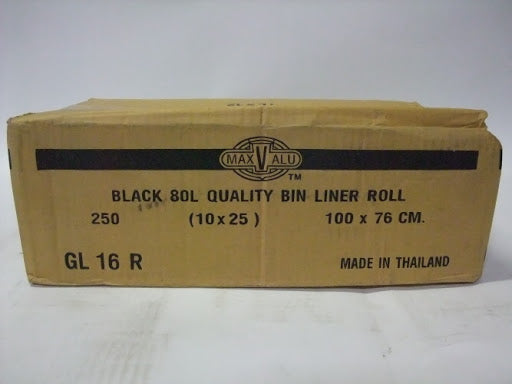 MAX VALU
TM
BLACK 80L QUALITY BIN LINER ROLL
250 (10x25) 100 x 76 CM.
GL 16 R MADE IN THAILAND